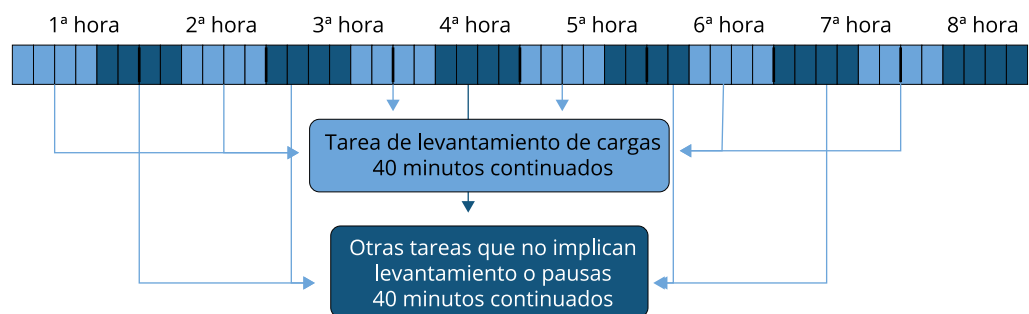 1ª hora 2ª hora 3ª hora 4ª hora 5ª hora 6ª hora 7ª hora 8ª hora
Tarea de levantamiento de cargas
40 minutos continuados
Otras tareas que no implican
levantamiento o pausas
40 minutos continuados